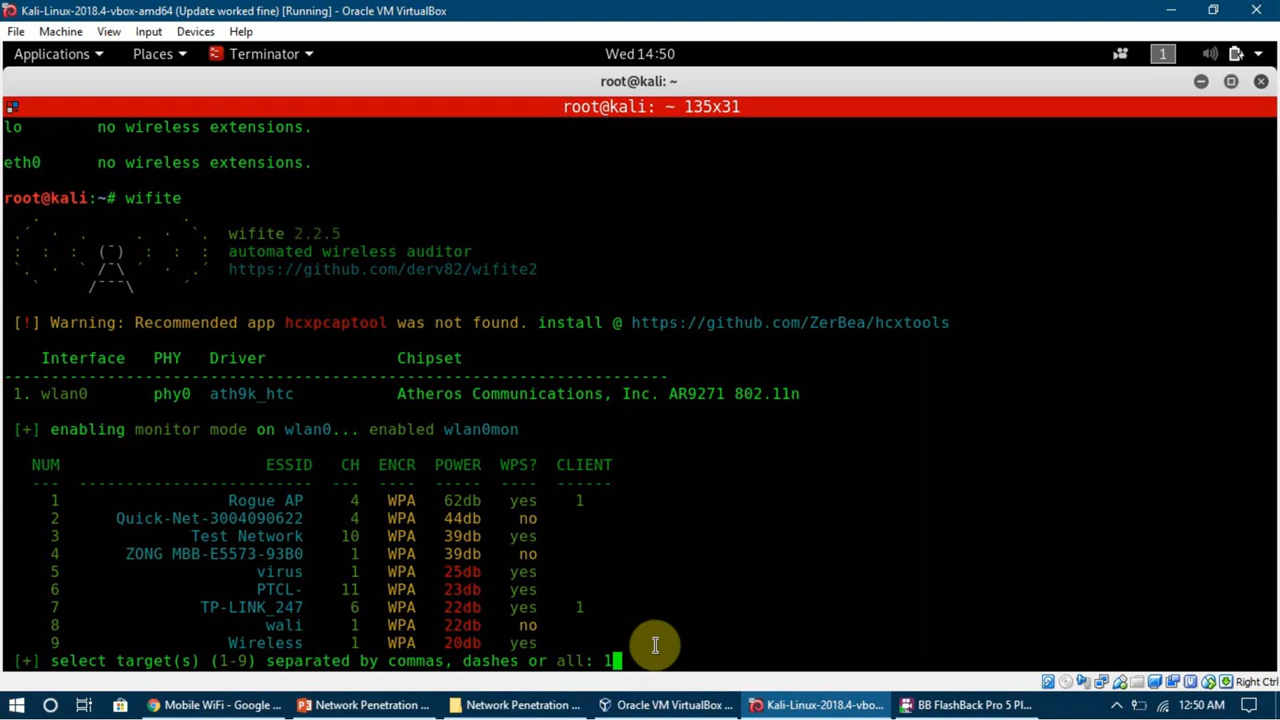 Kali-Linux-2018.4-vbox-amd64 (Update worked fine) [Running] - Oracle VM VirtualBox
File Machine View Input Devices Help
Applications Places Terminator Wed 14:50 1
root@kali: ~
root@kali: ~ 135x31
lo no wireless extensions.
eth0 no wireless extensions.
root@kali:~# wifite
wifite 2.2.5
automated wireless auditor
https://github.com/derv82/wifite2
[!] Warning: Recommended app hcxpcaptool was not found. install @ https://github.com/ZerBea/hcxtools
Interface PHY Driver Chipset
1. wlan0 phy0 ath9k_htc Atheros Communications, Inc. AR9271 802.11n
[+] enabling monitor mode on wlan0... enabled wlan0mon
NUM ESSID CH ENCR POWER WPS? CLIENT
1 Rogue AP 4 WPA 62db yes 1
2 Quick-Net-3004090622 4 WPA 44db no
3 Test Network 10 WPA 39db yes
4 ZONG MBB-E5573-93B0 1 WPA 39db no
5 virus 1 WPA 25db yes
6 PTCL- 11 WPA 23db yes
7 TP-LINK_247 6 WPA 22db yes 1
8 wali 1 WPA 22db no
9 Wireless 1 WPA 20db yes
[+] select target(s) (1-9) separated by commas, dashes or all: 1
Right Ctrl
Mobile WiFi - Google ... Network Penetration ... Network Penetration ... Oracle VM VirtualBox ... Kali-Linux-2018.4-vbo... BB FlashBack Pro 5 Pl... 12:50 AM